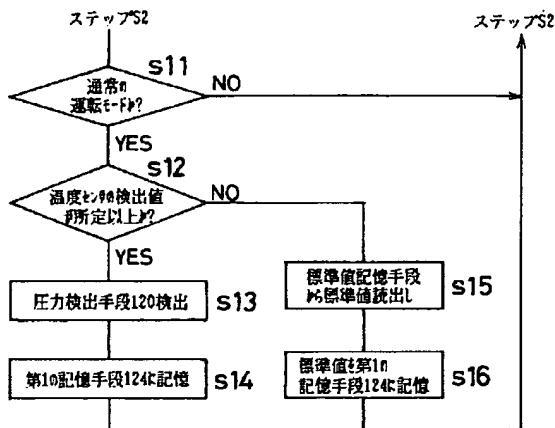 ステップS2
ステップS2
S11
通常の
運転モードか?
NO
YES
S12
温度センサの検出値
が所定以上か?
NO
YES
圧力検出手段120検出
S13
標準値記憶手段
から標準値読出し
S15
第1の記憶手段124に記憶
S14
標準値を第1の
記憶手段124に記憶
S16